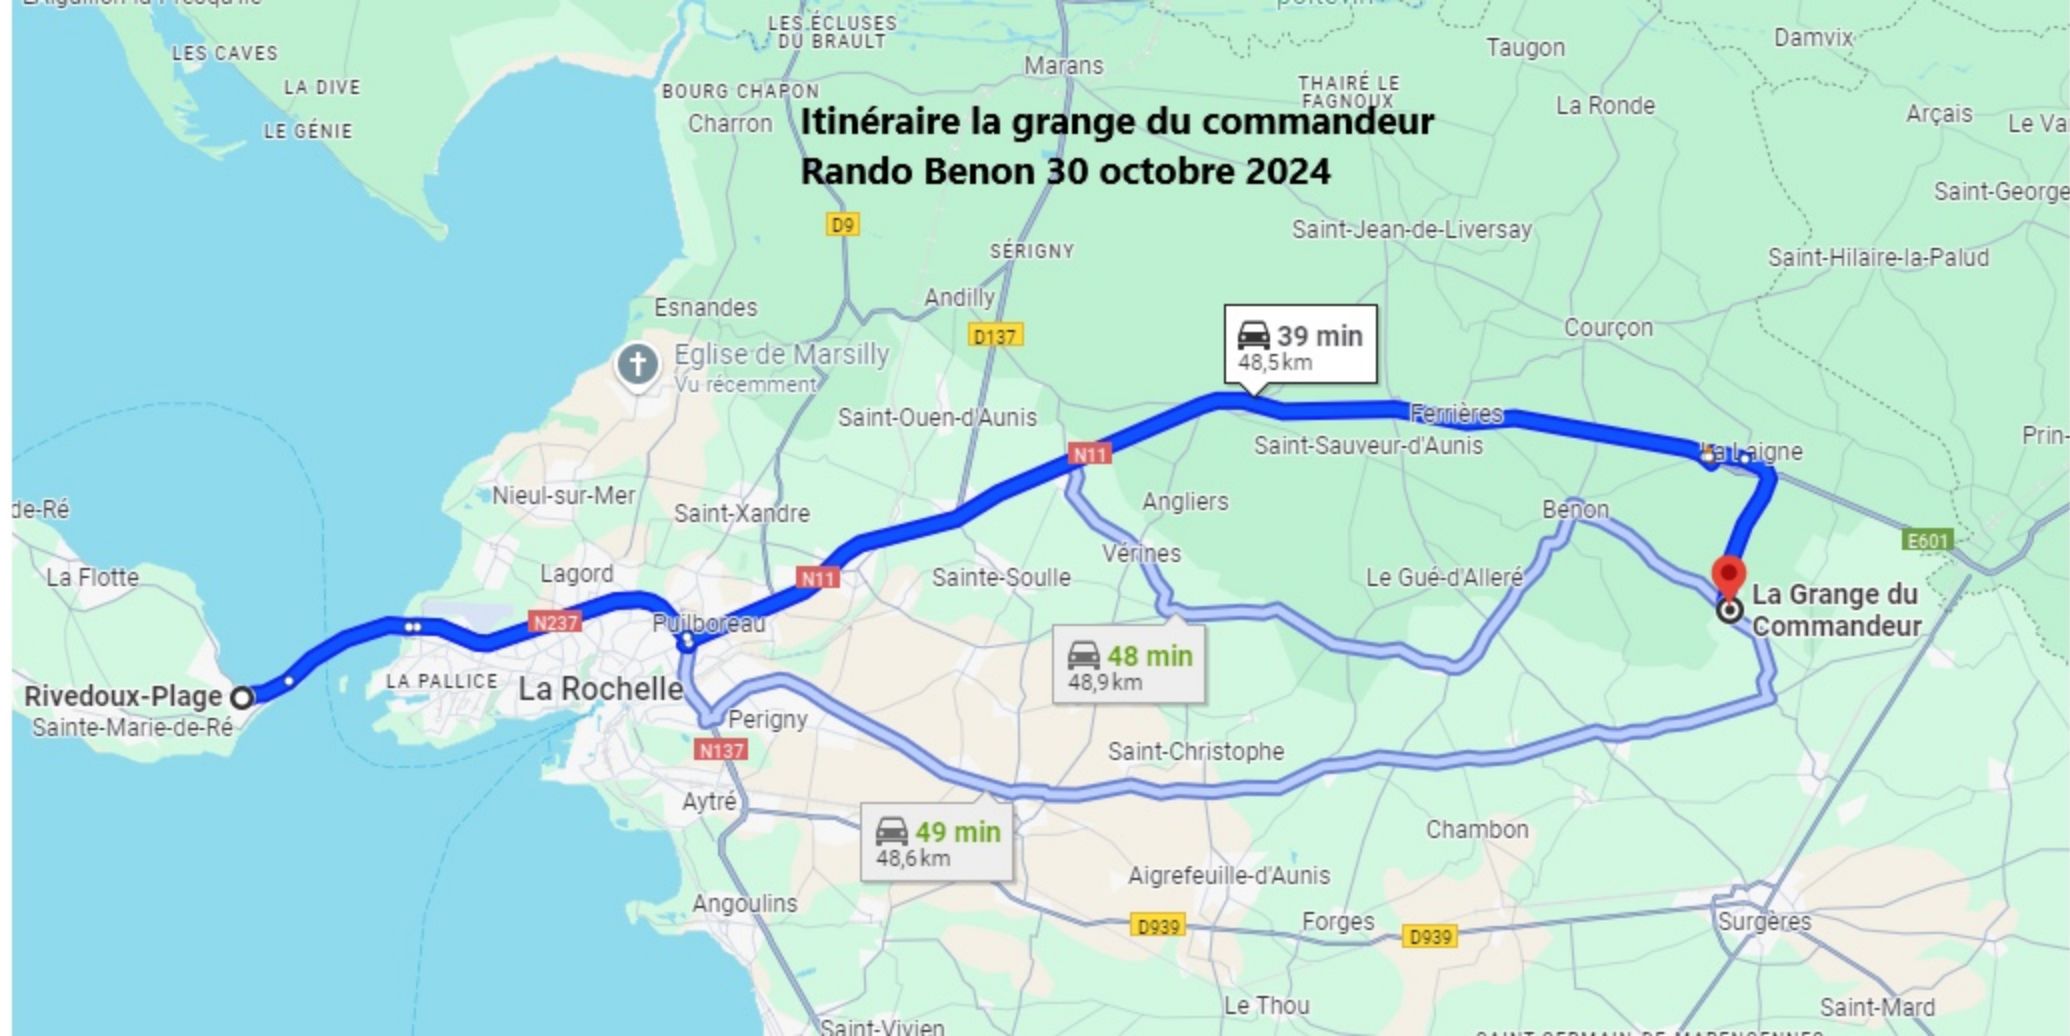 LES ÉCLUSES
DU BRAULT
LES CAVES
LA DIVE
LE GÉNIE
BOURG CHAPON
Charron
Marans
Taugon
Damvix
THAIRÉ LE
FAGNOUX
La Ronde
Arçais
Le Va
Itinéraire la grange du commandeur
Rando Benon 30 octobre 2024
Saint-George
D9
Saint-Jean-de-Liversay
SÉRIGNY
Saint-Hilaire-la-Palud
Esnandes
Andilly
D137
Courçon
39 min
48,5 km
Eglise de Marsilly
Vu récemment
Saint-Ouen-d'Aunis
Ferrières
Saint-Sauveur-d'Aunis
N11
La Laigne
Prin-
Nieul-sur-Mer
Saint-Xandre
Angliers
Benon
de-Ré
Vérines
E601
La Flotte
Lagord
N11
Sainte-Soulle
Le Gué-d'Alleré
La Grange du
Commandeur
N237
Puilboreau
48 min
48,9 km
LA PALLICE
La Rochelle
Rivedoux-Plage
Sainte-Marie-de-Ré
Perigny
N137
Saint-Christophe
Aytré
49 min
48,6 km
Chambon
Aigrefeuille-d'Aunis
Angoulins
D939
Forges
D939
Surgères
Le Thou
Saint-Mard
Saint-Vivien